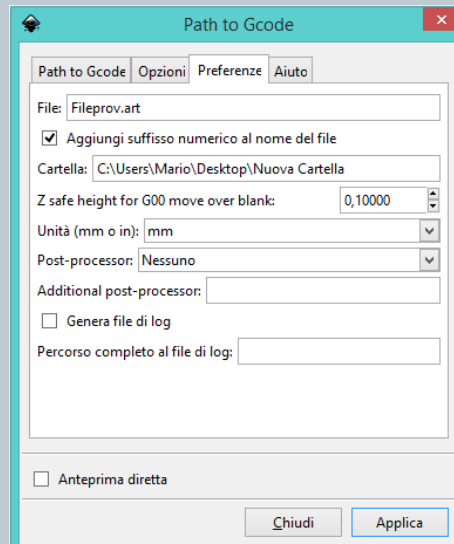 Path to Gcode
Path to Gcode Opzioni Preferenze Aiuto
File: Fileprov.art
Aggiungi suffisso numerico al nome del file
Cartella: C:\Users\Mario\Desktop\Nuova Cartella
Z safe height for G00 move over blank: 0,10000
Unità (mm o in): mm
Post-processor: Nessuno
Additional post-processor:
Genera file di log
Percorso completo al file di log:
Anteprima diretta
Chiudi Applica